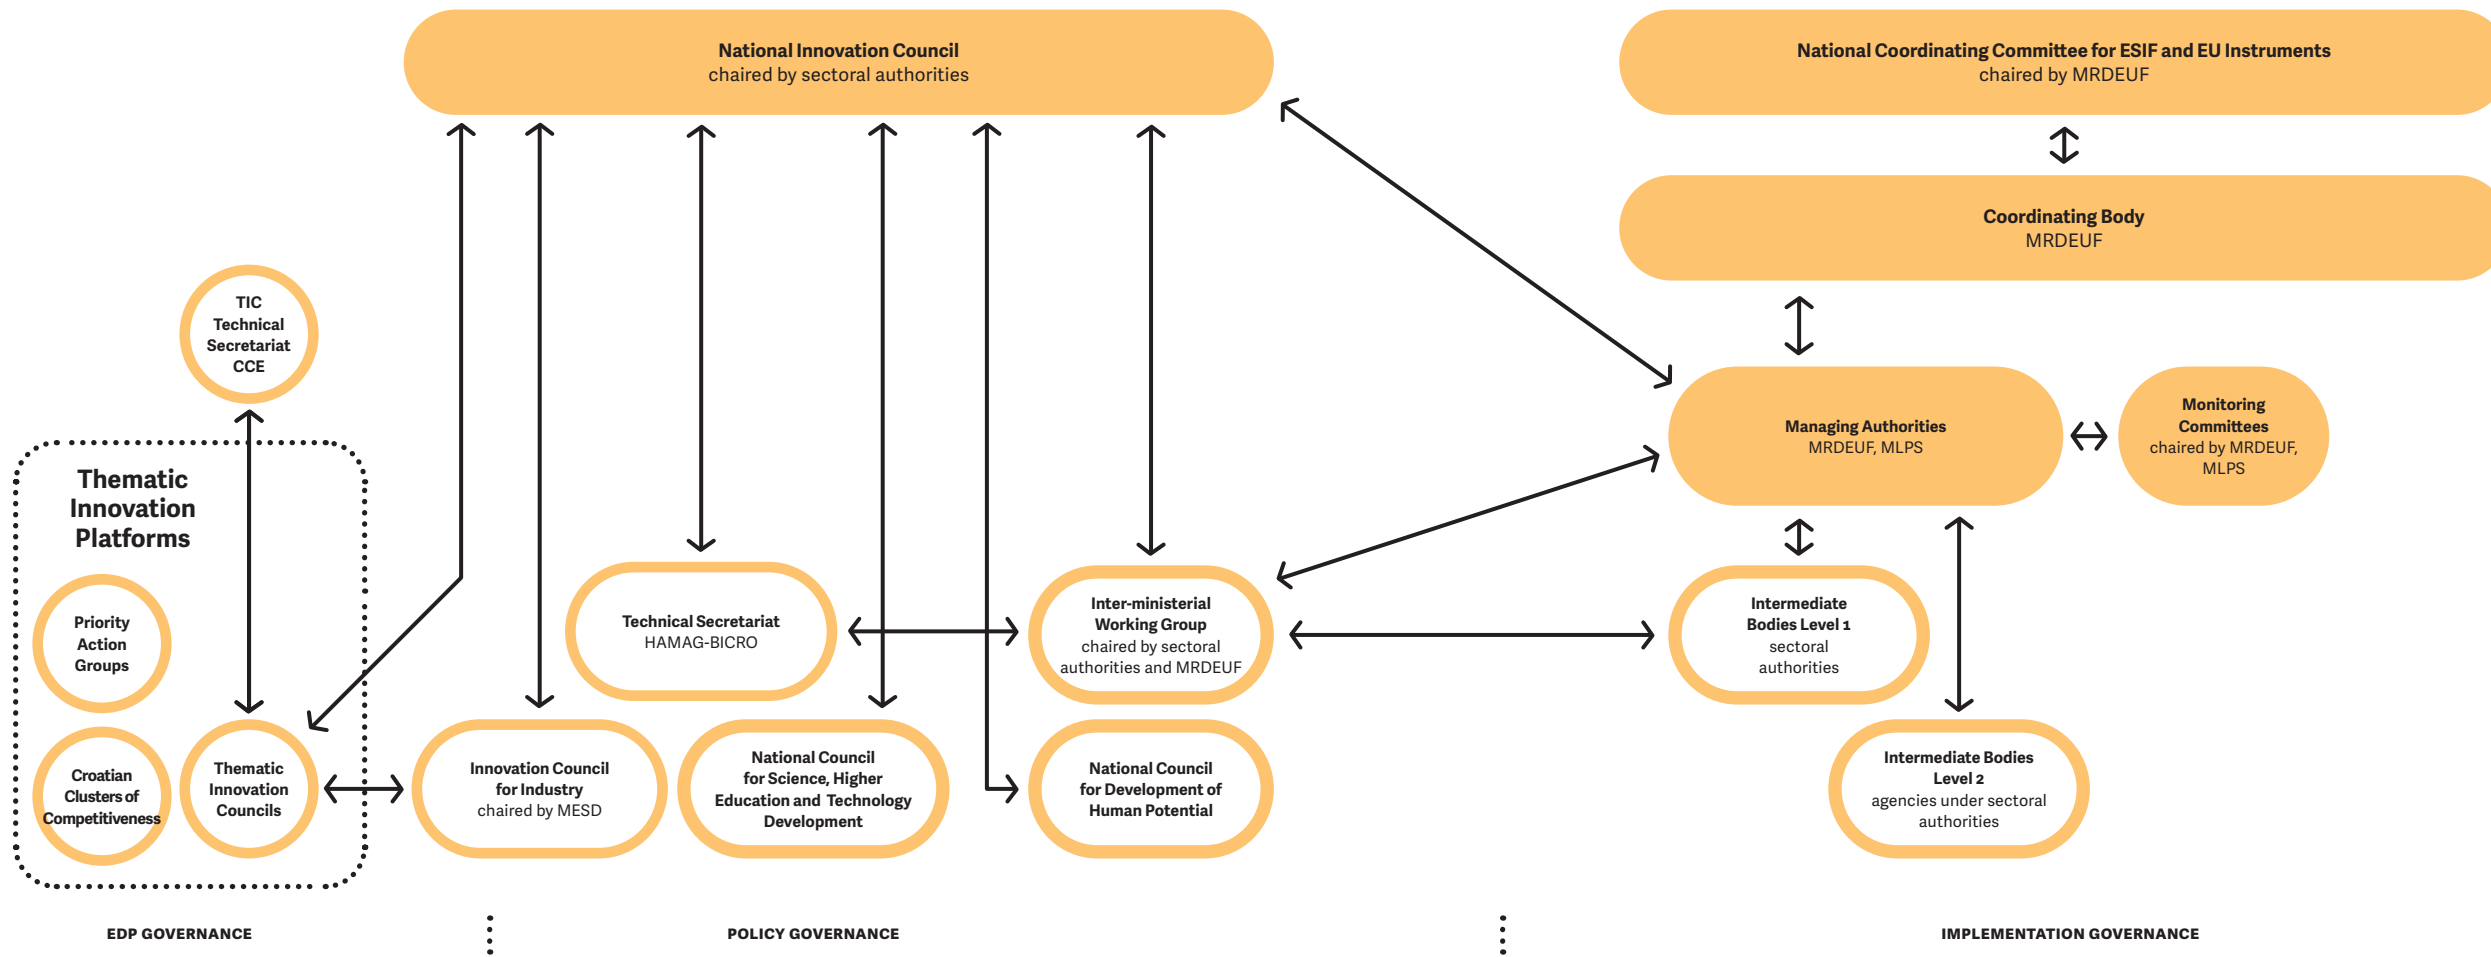 National Innovation Council
chaired by sectoral authorities
National Coordinating Committee for ESIF and EU Instruments
chaired by MRDEUF
Coordinating Body
MRDEUF
TIC
Technical
Secretariat
CCE
Managing Authorities
MRDEUF, MLPS
Monitoring
Committees
chaired by MRDEUF,
MLPS
Thematic
Innovation
Platforms
Priority
Action
Groups
Technical Secretariat
HAMAG-BICRO
Inter-ministerial
Working Group
chaired by sectoral
authorities and MRDEUF
Intermediate
Bodies Level 1
sectoral
authorities
Croatian
Clusters of
Competitiveness
Thematic
Innovation
Councils
Innovation Council
for Industry
chaired by MESD
National Council
for Science, Higher
Education and Technology
Development
National Council
for Development of
Human Potential
Intermediate Bodies
Level 2
agencies under sectoral
authorities
EDP GOVERNANCE
POLICY GOVERNANCE
IMPLEMENTATION GOVERNANCE